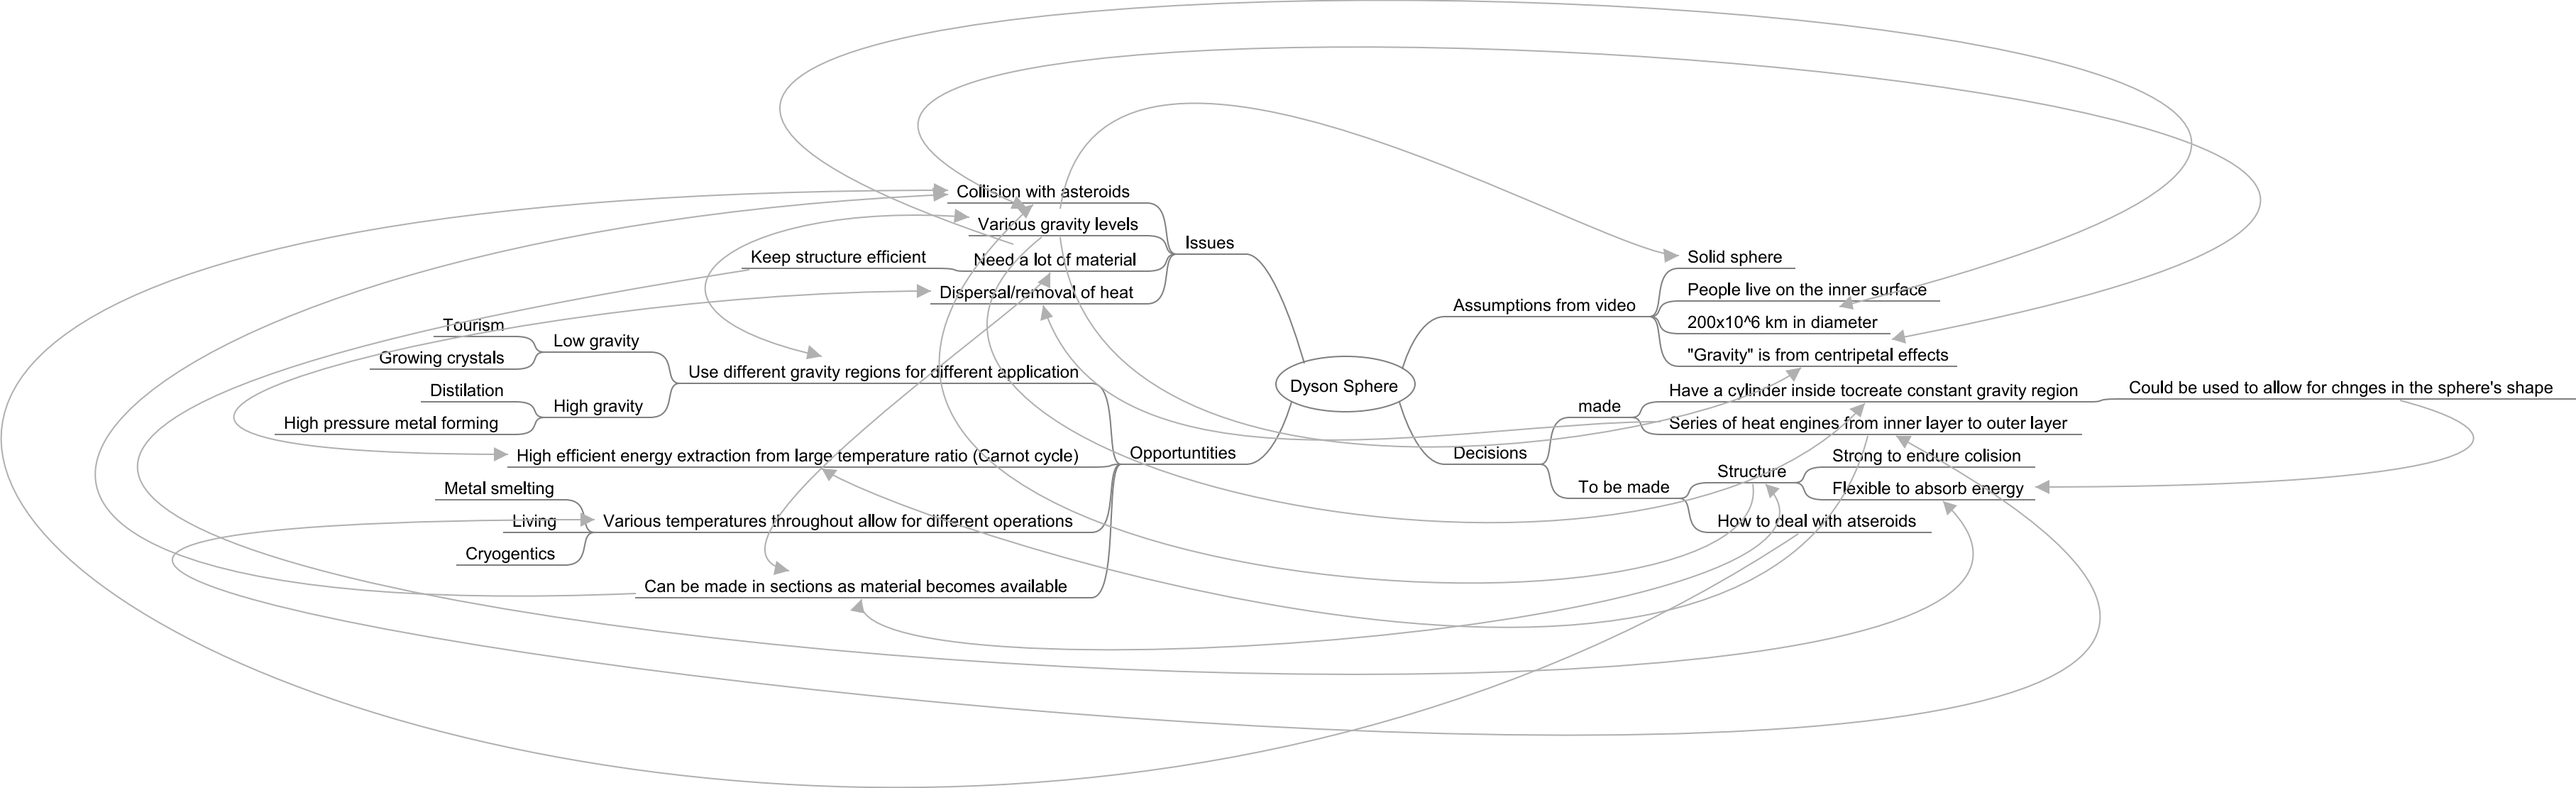 Dyson Sphere
Issues
Collision with asteroids
Various gravity levels
Need a lot of material
Keep structure efficient
Dispersal/removal of heat
Opportuntities
Use different gravity regions for different application
Low gravity
Tourism
Growing crystals
High gravity
Distilation
High pressure metal forming
High efficient energy extraction from large temperature ratio (Carnot cycle)
Various temperatures throughout allow for different operations
Metal smelting
Living
Cryogentics
Can be made in sections as material becomes available
Assumptions from video
Solid sphere
People live on the inner surface
200x10^6 km in diameter
"Gravity" is from centripetal effects
Decisions
made
Have a cylinder inside tocreate constant gravity region
Could be used to allow for chnges in the sphere's shape
Series of heat engines from inner layer to outer layer
To be made
Structure
Strong to endure colision
Flexible to absorb energy
How to deal with atseroids